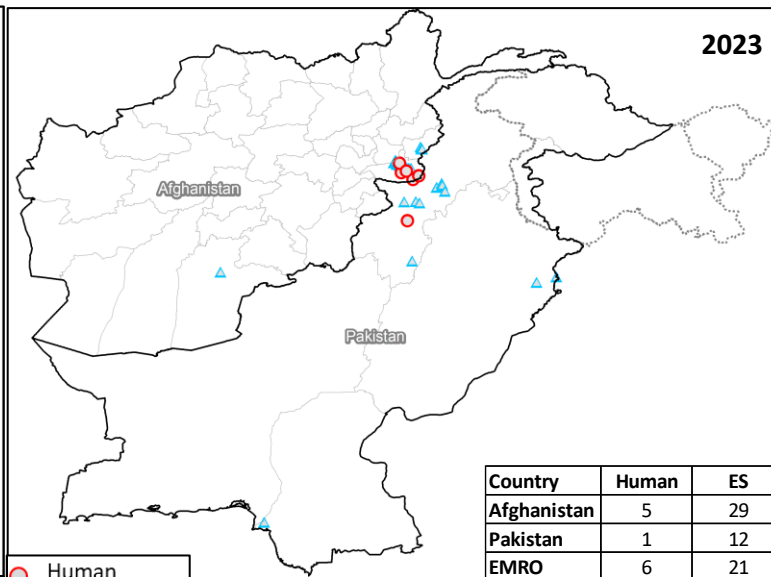 2023
Afghanistan
Pakistan
Country Human ES
Afghanistan 5 29
Pakistan 1 12
EMRO 6 21
Human